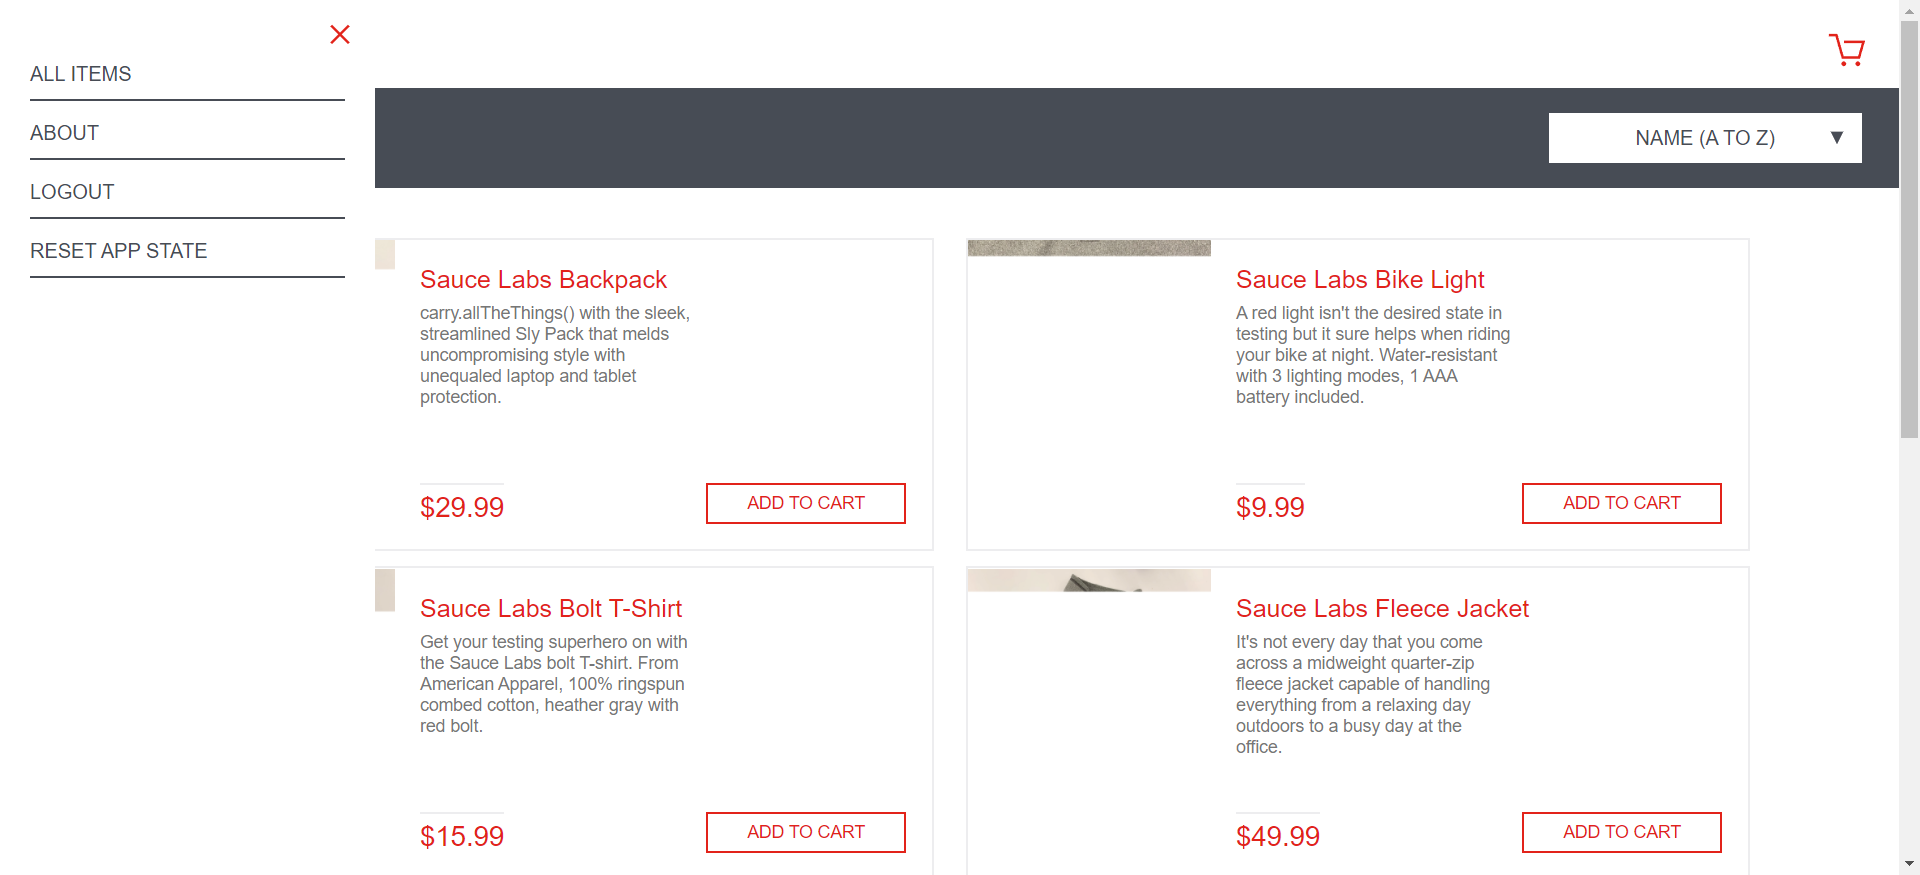 ALL ITEMS
ABOUT
LOGOUT
RESET APP STATE
NAME (A TO Z)
Sauce Labs Backpack
carry.allTheThings() with the sleek,
streamlined Sly Pack that melds
uncompromising style with
unequaled laptop and tablet
protection.
$29.99
ADD TO CART
Sauce Labs Bike Light
A red light isn't the desired state in
testing but it sure helps when riding
your bike at night. Water-resistant
with 3 lighting modes, 1 AAA
battery included.
$9.99
ADD TO CART
Sauce Labs Bolt T-Shirt
Get your testing superhero on with
the Sauce Labs bolt T-shirt. From
American Apparel, 100% ringspun
combed cotton, heather gray with
red bolt.
$15.99
ADD TO CART
Sauce Labs Fleece Jacket
It's not every day that you come
across a midweight quarter-zip
fleece jacket capable of handling
everything from a relaxing day
outdoors to a busy day at the
office.
$49.99
ADD TO CART